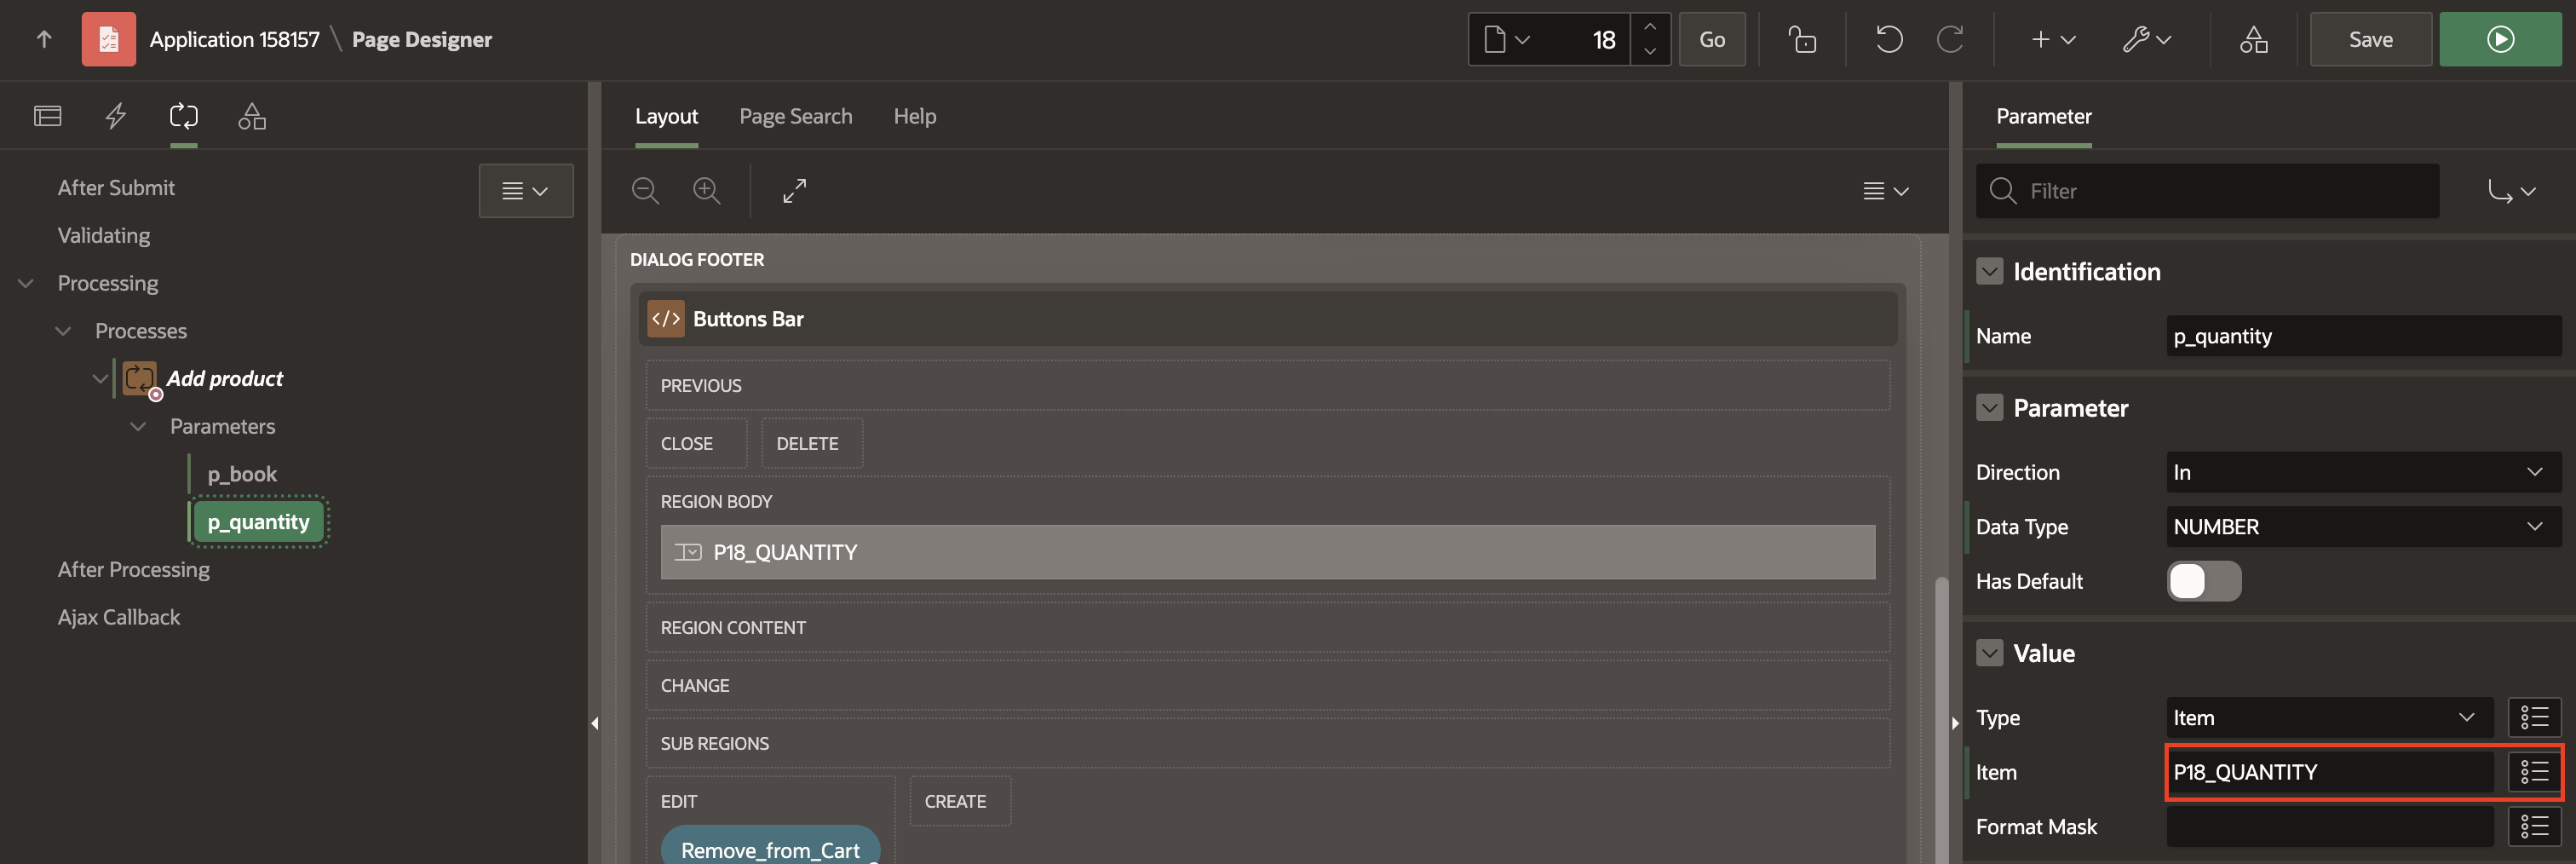 Application 158157 \ Page Designer
18
Go
Save
After Submit
Validating
Processing
Processes
Add product
Parameters
p_book
p_quantity
After Processing
Ajax Callback
Layout
Page Search
Help
DIALOG FOOTER
</> Buttons Bar
PREVIOUS
CLOSE
DELETE
REGION BODY
P18_QUANTITY
REGION CONTENT
CHANGE
SUB REGIONS
EDIT
CREATE
Remove_from_Cart
Parameter
Filter
Identification
Name p_quantity
Parameter
Direction In
Data Type NUMBER
Has Default
Value
Type Item
Item P18_QUANTITY
Format Mask